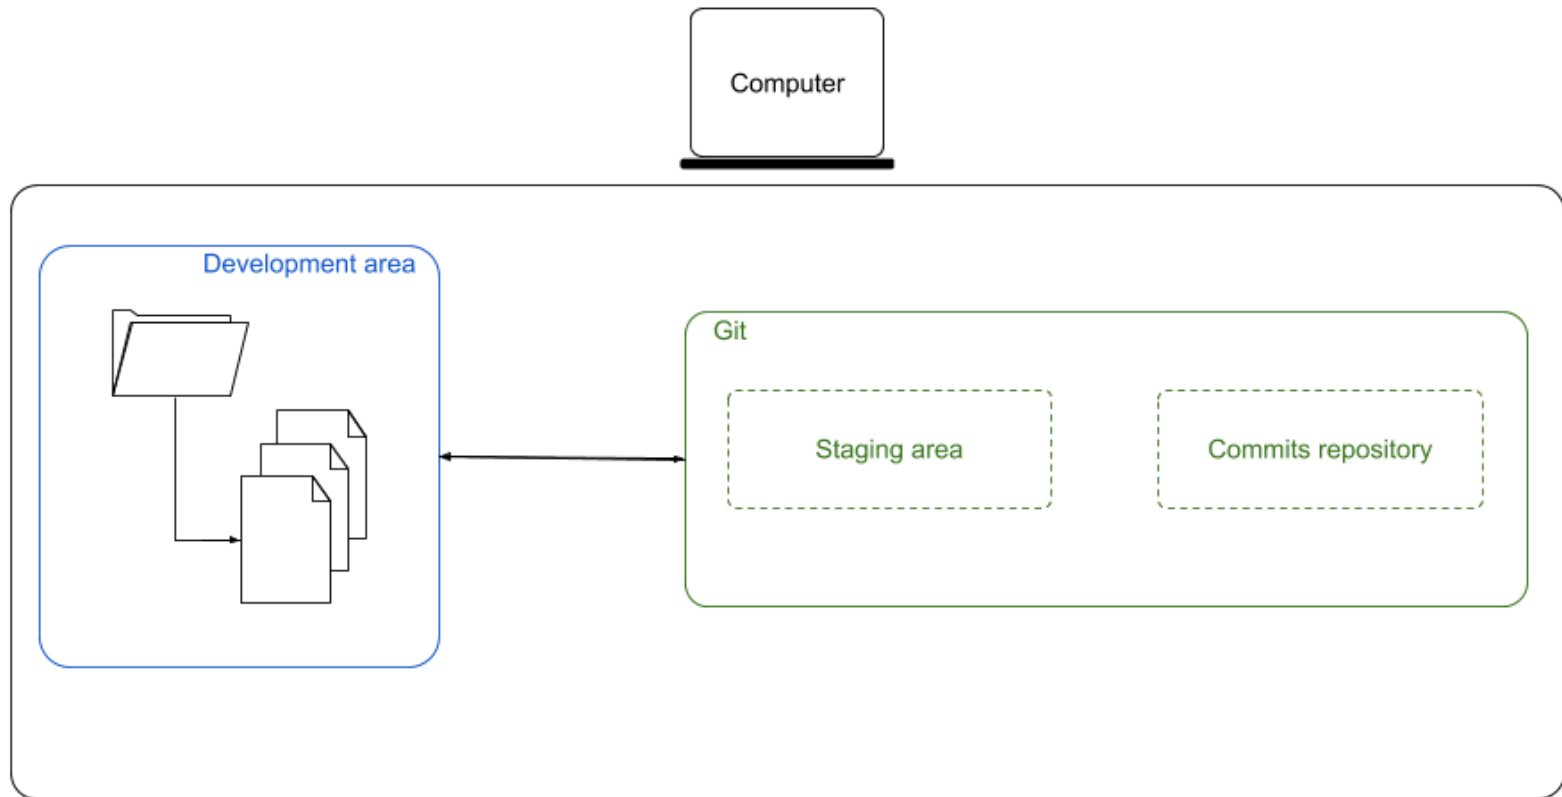 Computer
Development area
Git
Staging area
Commits repository